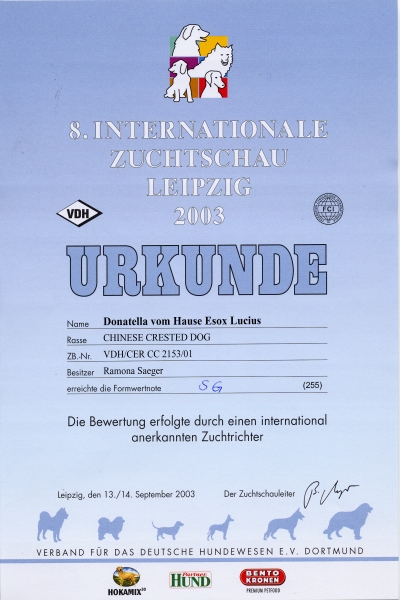 8. INTERNATIONALE
ZUCHTSCHAU
LEIPZIG
2003
VDH
FCI
URKUNDE
Name Donatella vom Hause Esox Lucius
Rasse CHINESE CRESTED DOG
ZB.-Nr. VDH/CER CC 2153/01
Besitzer Ramona Saeger
erreichte die Formwertnote SG (255)
Die Bewertung erfolgte durch einen international
anerkannten Zuchtrichter
Leipzig, den 13./14. September 2003 Der Zuchtschauleiter
VERBAND FÜR DAS DEUTSCHE HUNDEWESEN E.V. DORTMUND
HOKAMIX30
Partner HUND
BENTO KRONEN
PREMIUM PETFOOD